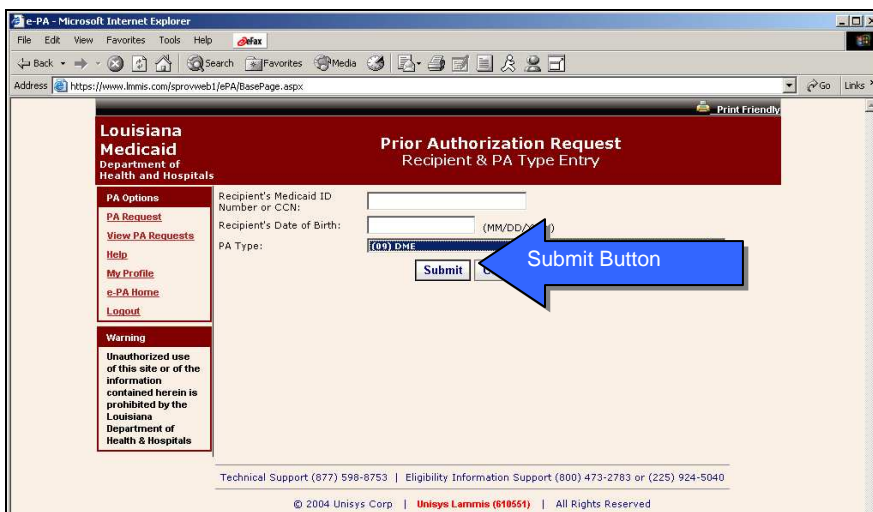 e-PA - Microsoft Internet Explorer
File Edit View Favorites Tools Help eFax
Back Search Favorites Media
Address https://www.lmmis.com/sprovweb1/ePA/BasePage.aspx Go Links
Print Friendly
Louisiana
Medicaid
Department of
Health and Hospitals
Prior Authorization Request
Recipient & PA Type Entry
PA Options
PA Request
View PA Requests
Help
My Profile
e-PA Home
Logout
Recipient's Medicaid ID
Number or CCN:
Recipient's Date of Birth:
PA Type: (09) DME
Submit
Submit Button
Warning
Unauthorized use
of this site or of the
information
contained herein is
prohibited by the
Louisiana
Department of
Health & Hospitals
Technical Support (877) 598-8753 | Eligibility Information Support (800) 473-2783 or (225) 924-5040
© 2004 Unisys Corp | Unisys Lammis (610551) | All Rights Reserved